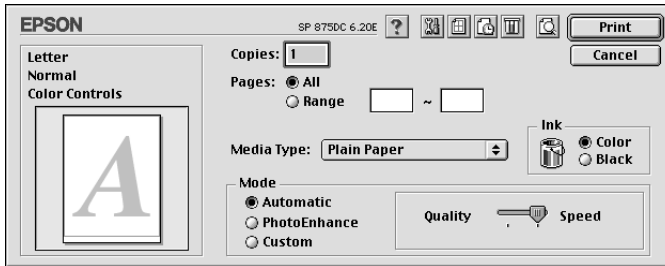 EPSON
SP 875DC 6.20E ?
Print
Letter
Normal
Color Controls
A
Copies: 1
Cancel
Pages: All
Range ~
Media Type: Plain Paper
Ink
Color
Black
Mode
Automatic
PhotoEnhance
Custom
Quality Speed